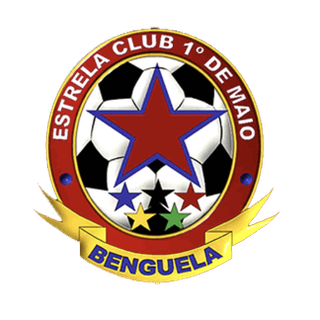 ESTRELA CLUB 1º DE MAIO
BENGUELA